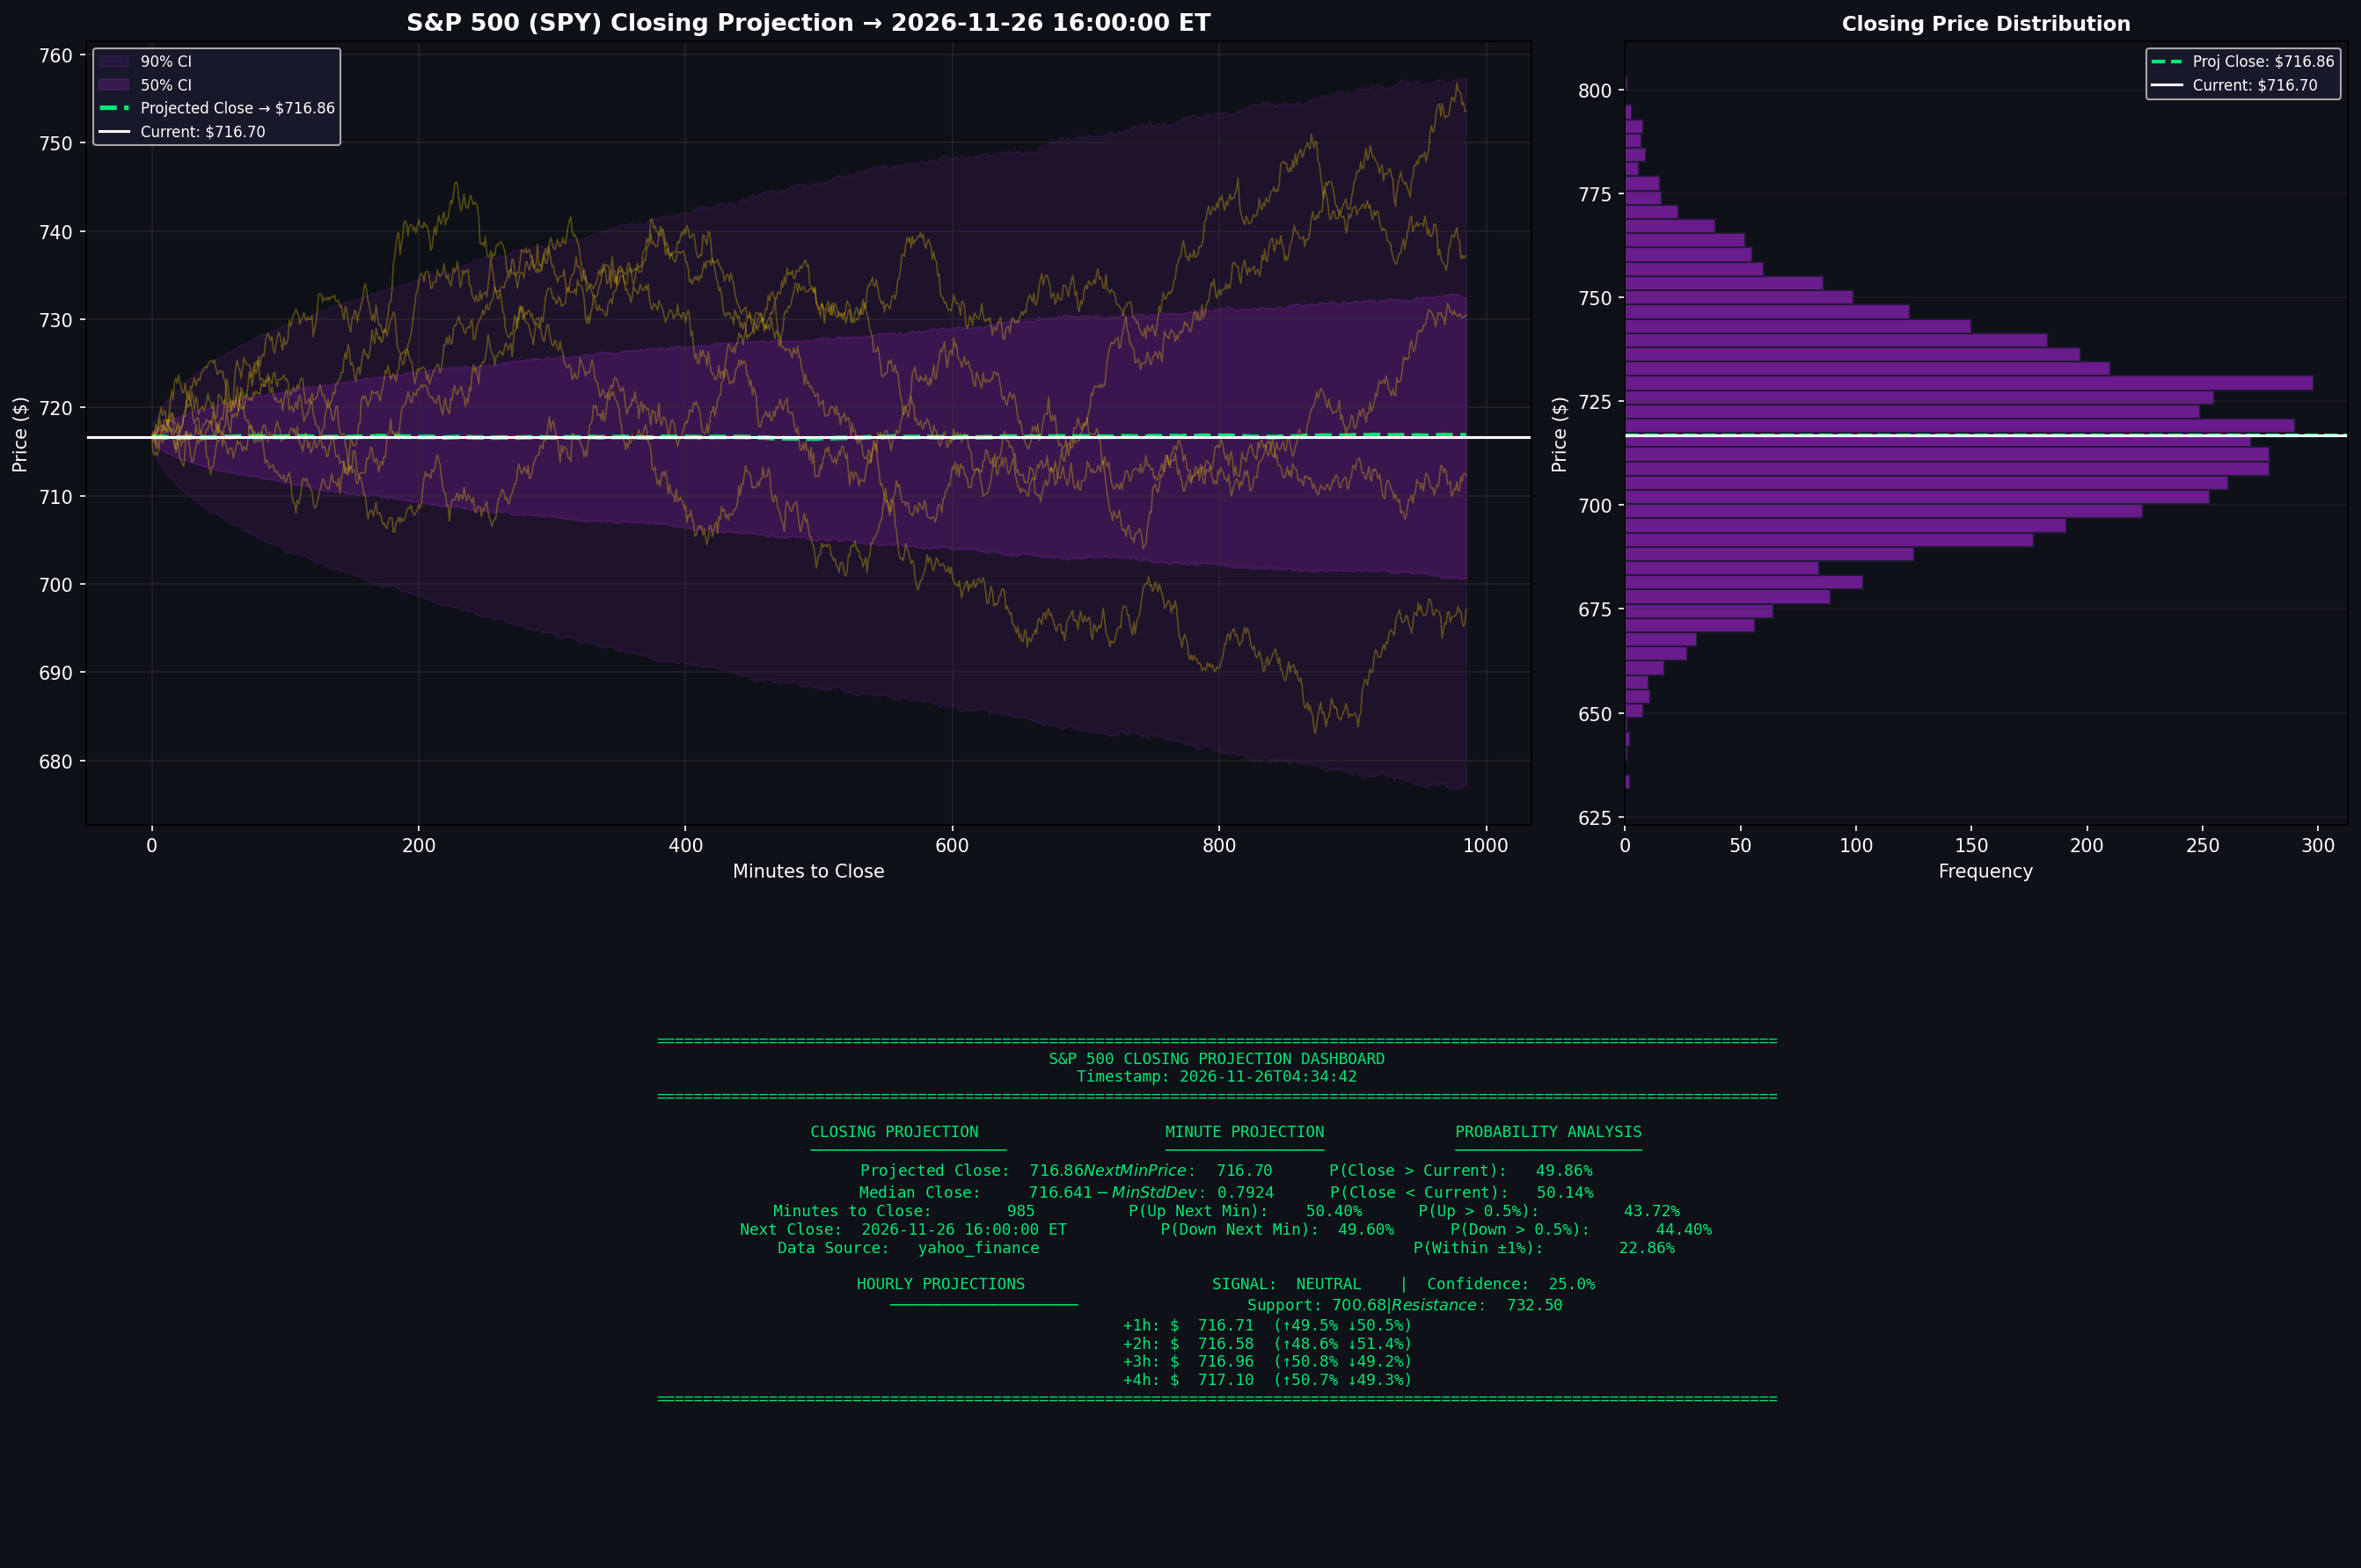 S&P 500 (SPY) Closing Projection → 2026-11-26 16:00:00 ET
90% CI
50% CI
Projected Close → $716.86
Current: $716.70
760
750
740
730
720
710
700
690
680
Price ($)
0 200 400 600 800 1000
Minutes to Close
Closing Price Distribution
Proj Close: $716.86
Current: $716.70
800
775
750
725
700
675
650
625
Price ($)
0 50 100 150 200 250 300
Frequency
S&P 500 CLOSING PROJECTION DASHBOARD
Timestamp: 2026-11-26T04:34:42
CLOSING PROJECTION MINUTE PROJECTION PROBABILITY ANALYSIS
Projected Close: 716.86NextMinPrice: 716.70 P(Close > Current): 49.86%
Median Close: 716.641−MinStdDev: 0.7924 P(Close < Current): 50.14%
Minutes to Close: 985 P(Up Next Min): 50.40% P(Up > 0.5%): 43.72%
Next Close: 2026-11-26 16:00:00 ET P(Down Next Min): 49.60% P(Down > 0.5%): 44.40%
Data Source: yahoo_finance P(Within ±1%): 22.86%
HOURLY PROJECTIONS SIGNAL: NEUTRAL | Confidence: 25.0%
Support: 700.68|Resistance: 732.50
+1h: $ 716.71 (↑49.5% ↓50.5%)
+2h: $ 716.58 (↑48.6% ↓51.4%)
+3h: $ 716.96 (↑50.8% ↓49.2%)
+4h: $ 717.10 (↑50.7% ↓49.3%)